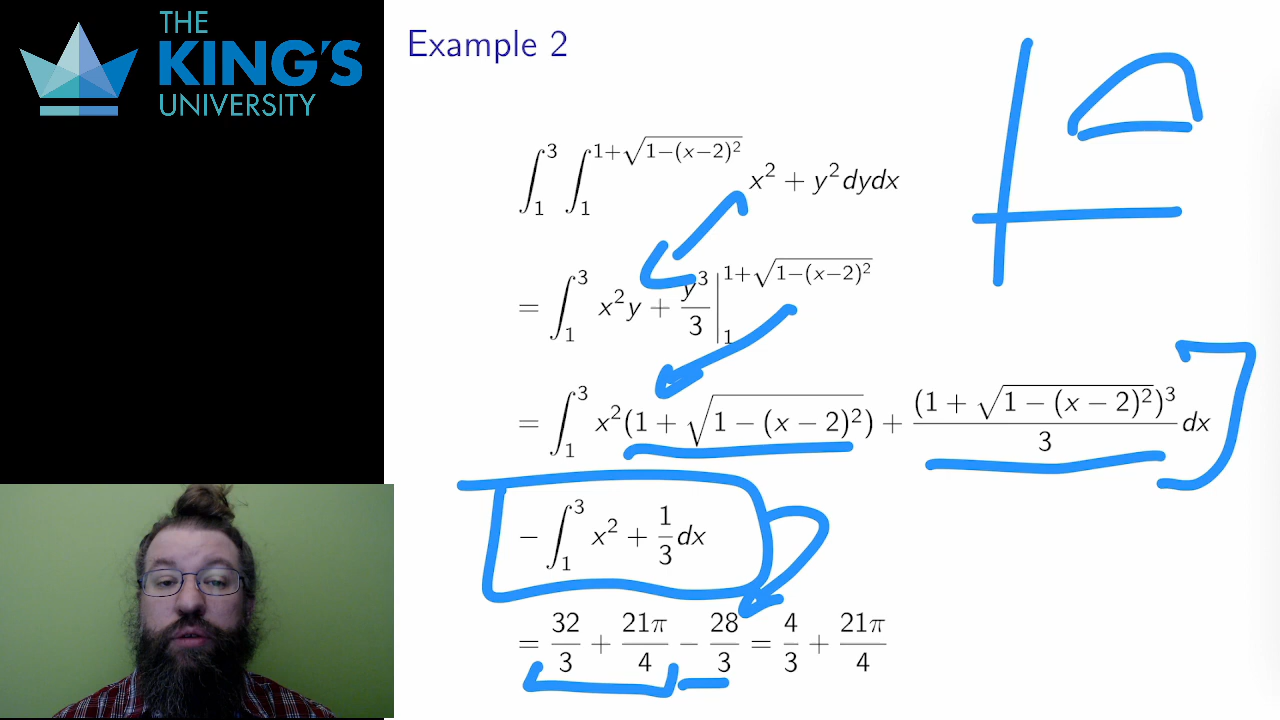 THE
KING'S
UNIVERSITY
Example 2
∫₁³ ∫₁^{1+√(1−(x−2)²)} x² + y² dydx
= ∫₁³ x²y + y³/3 |₁^{1+√(1−(x−2)²)}
= ∫₁³ x²(1 + √(1 − (x − 2)²)) + (1 + √(1 − (x − 2)²))³/3 dx
− ∫₁³ x² + 1/3 dx
= 32/3 + 21π/4 − 28/3 = 4/3 + 21π/4